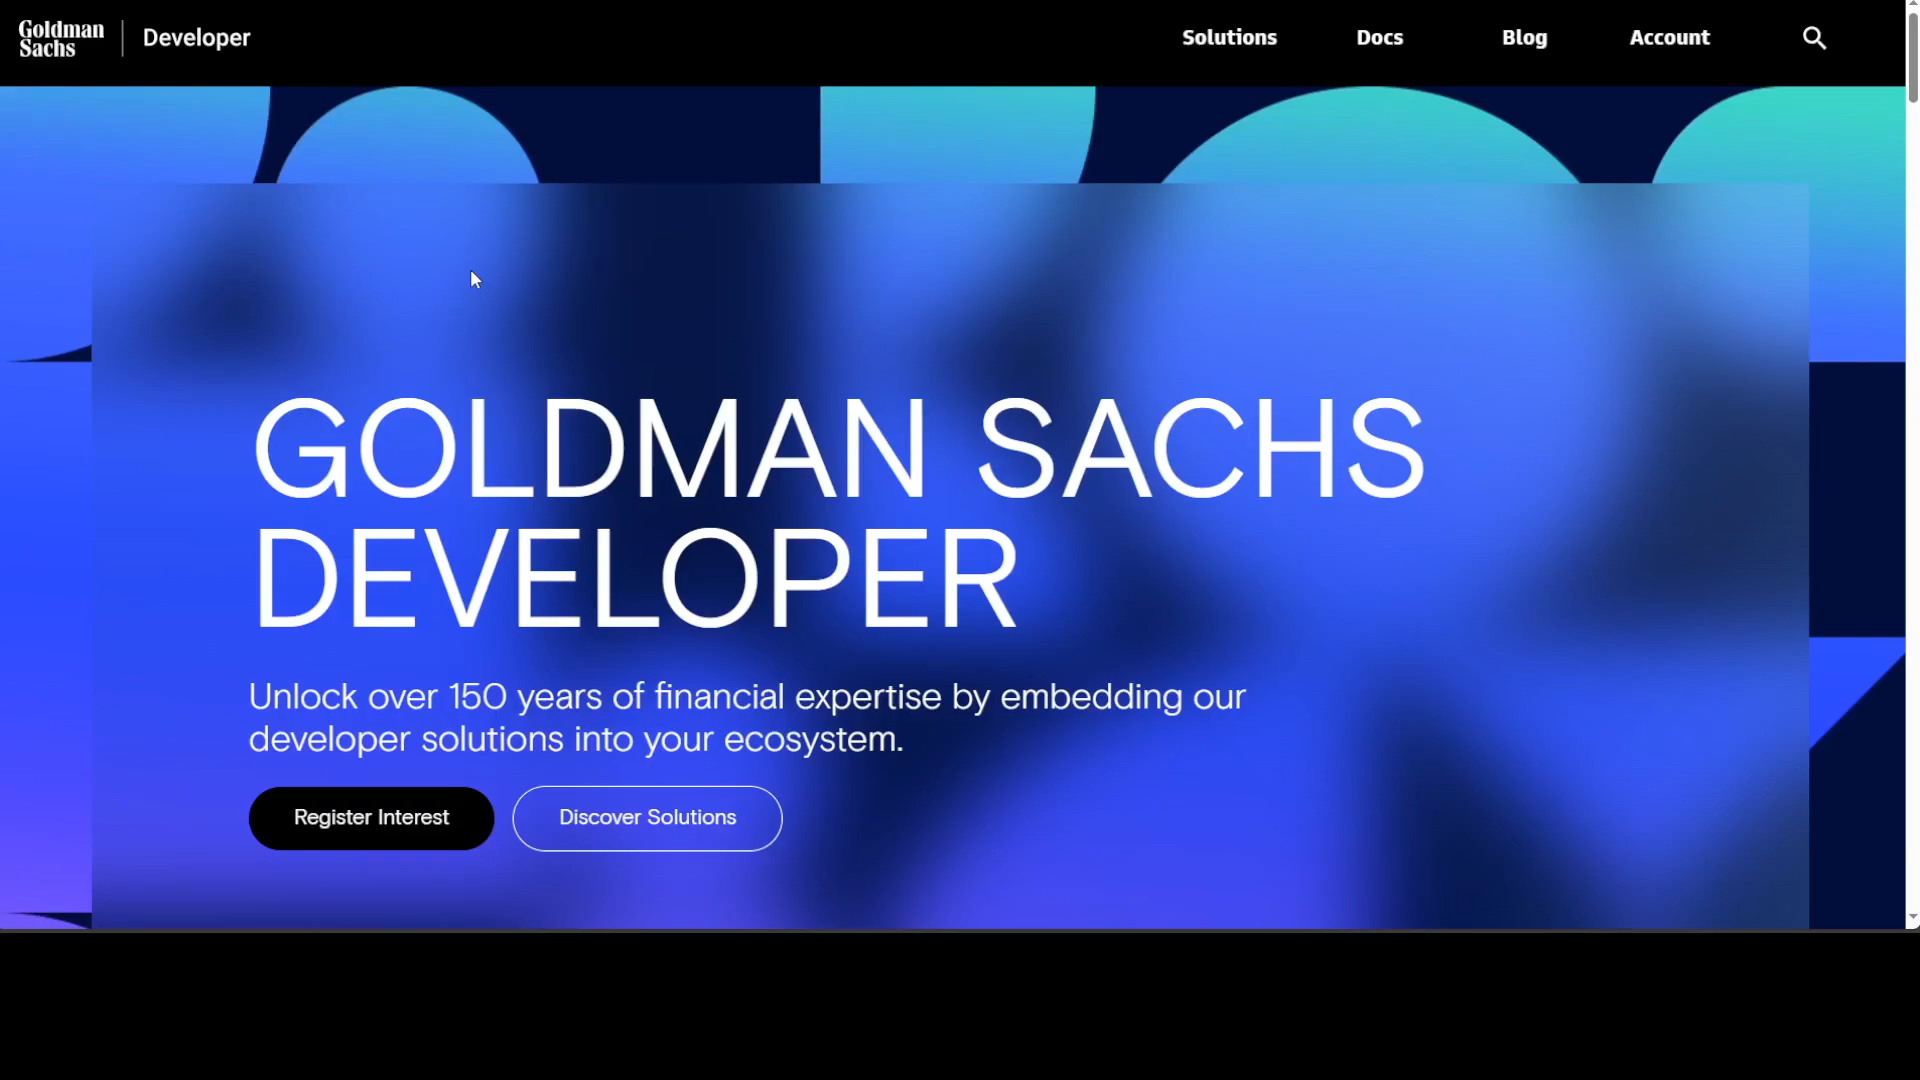 Goldman
Sachs
Developer
Solutions
Docs
Blog
Account
GOLDMAN SACHS
DEVELOPER
Unlock over 150 years of financial expertise by embedding our
developer solutions into your ecosystem.
Register Interest
Discover Solutions